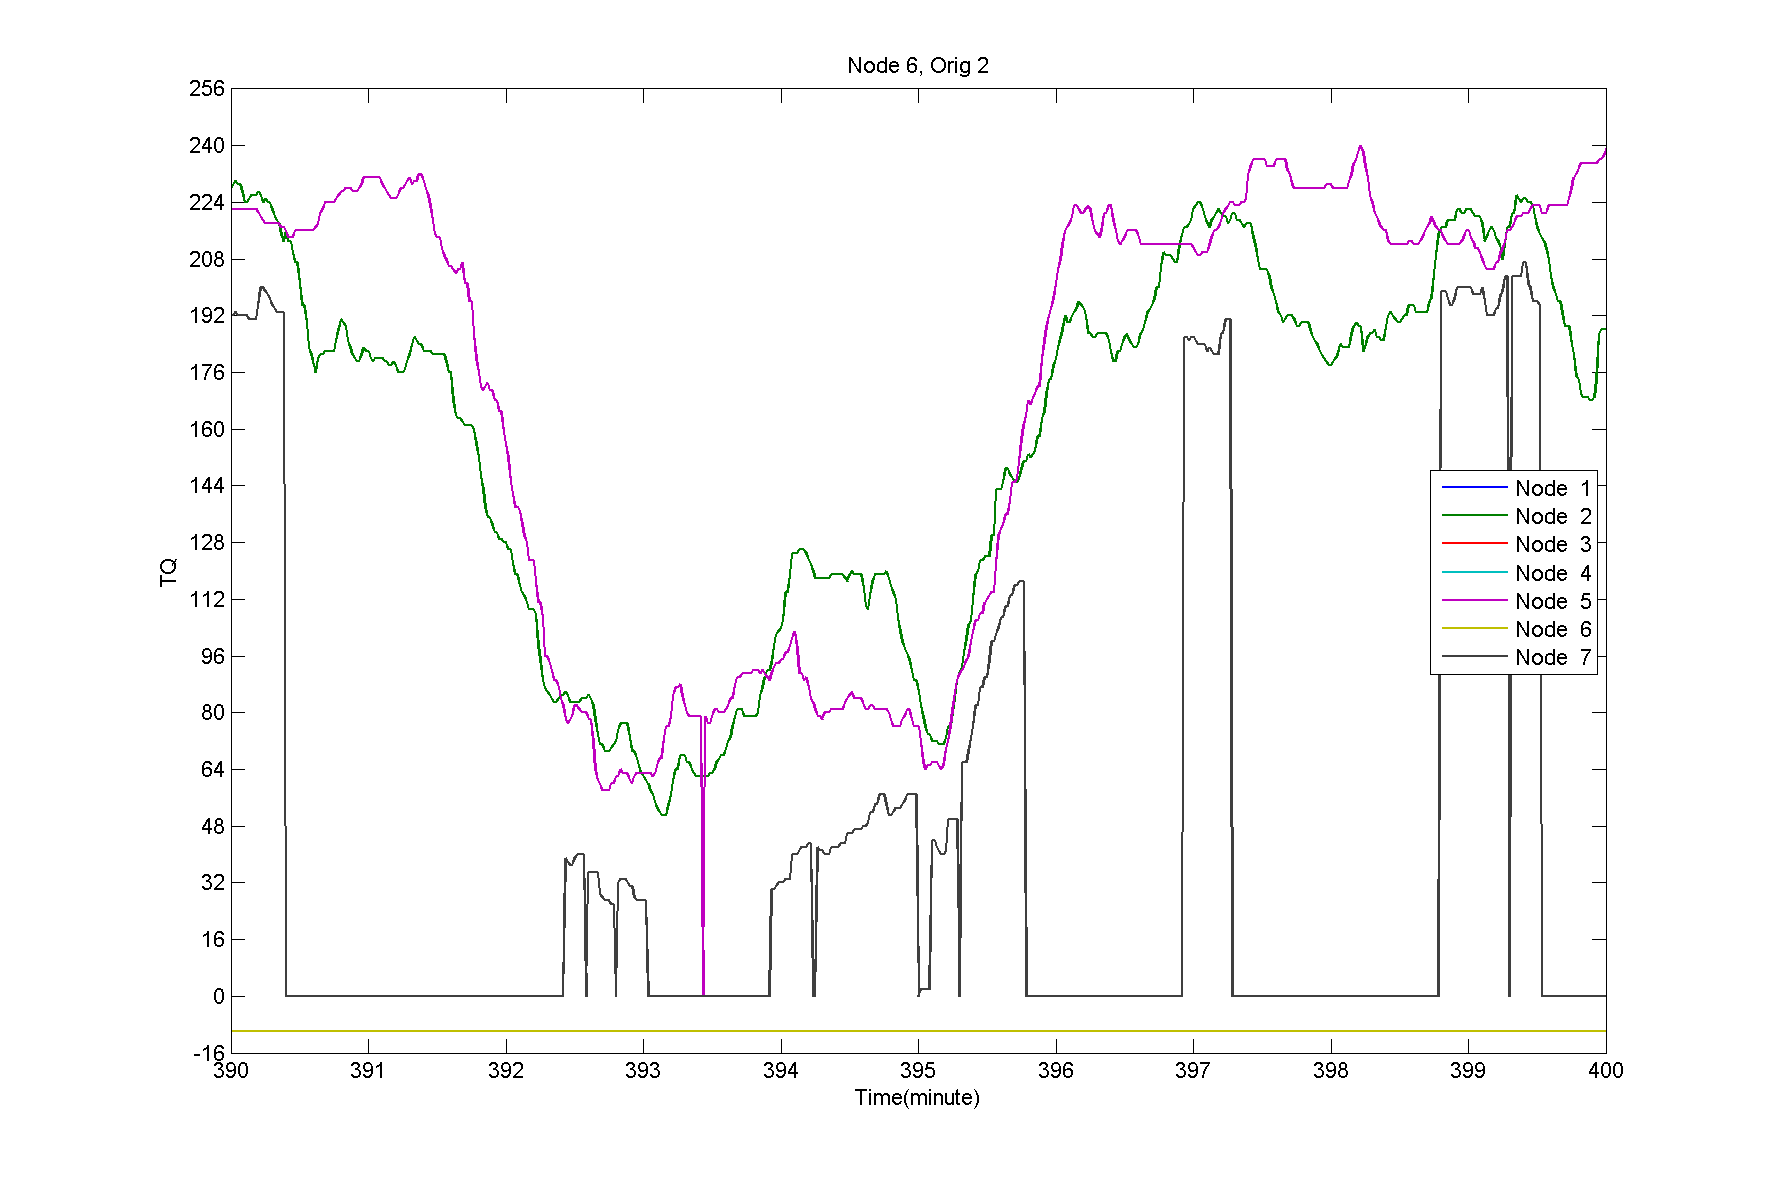 Node 6, Orig 2
256
240
224
208
192
176
160
144
128
112
96
80
64
48
32
16
0
-16
TQ
390 391 392 393 394 395 396 397 398 399 400
Time(minute)
Node 1
Node 2
Node 3
Node 4
Node 5
Node 6
Node 7